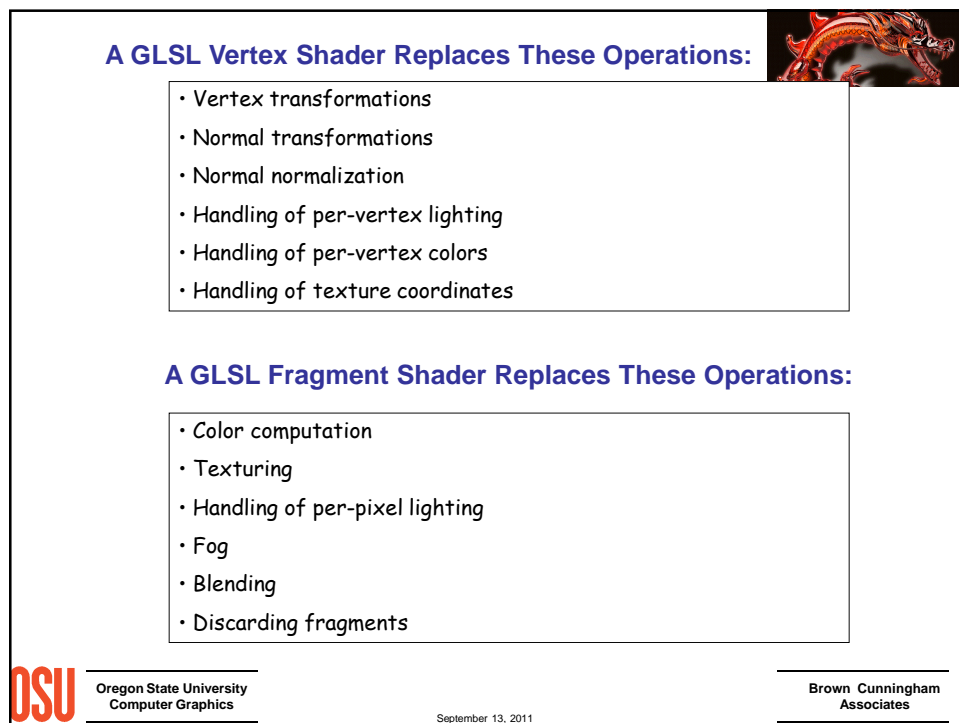 A GLSL Vertex Shader Replaces These Operations:
• Vertex transformations
• Normal transformations
• Normal normalization
• Handling of per-vertex lighting
• Handling of per-vertex colors
• Handling of texture coordinates
A GLSL Fragment Shader Replaces These Operations:
• Color computation
• Texturing
• Handling of per-pixel lighting
• Fog
• Blending
• Discarding fragments
OSU
Oregon State University
Computer Graphics
September 13, 2011
Brown Cunningham
Associates